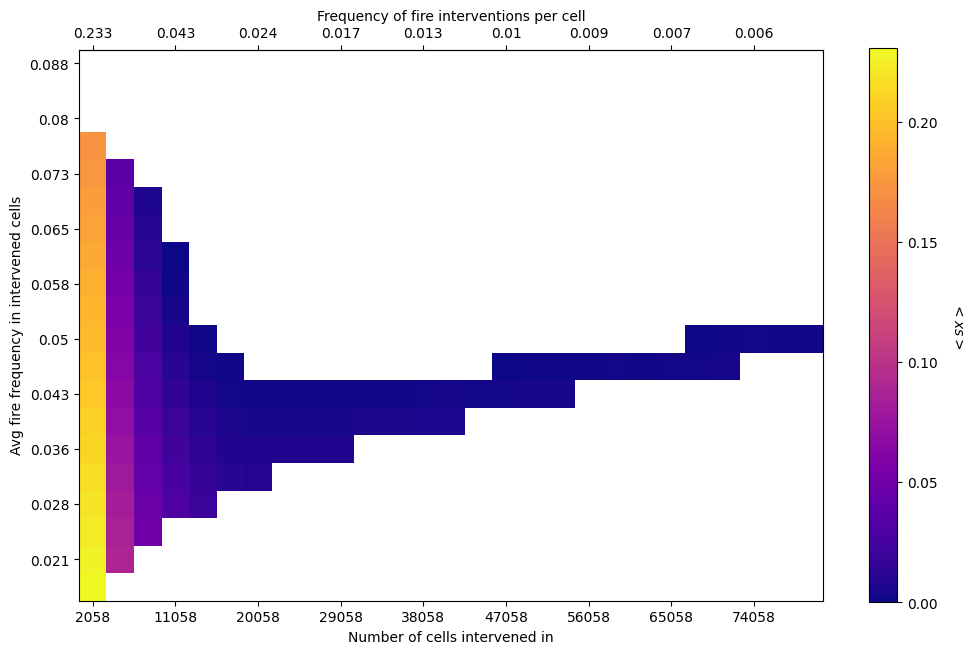 Frequency of fire interventions per cell
0.233 0.043 0.024 0.017 0.013 0.01 0.009 0.007 0.006
Avg fire frequency in intervened cells
0.088
0.08
0.073
0.065
0.058
0.05
0.043
0.036
0.028
0.021
2058 11058 20058 29058 38058 47058 56058 65058 74058
Number of cells intervened in
0.20
0.15
0.10
0.05
0.00
< sx >